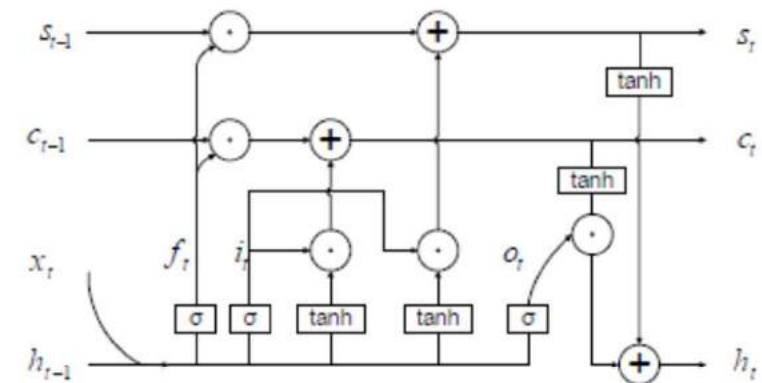 s_{t-1} · + s_t
tanh
c_{t-1} · + c_t
tanh
x_t f_t i_t · · o_t ·
σ σ tanh tanh σ
h_{t-1} + h_t